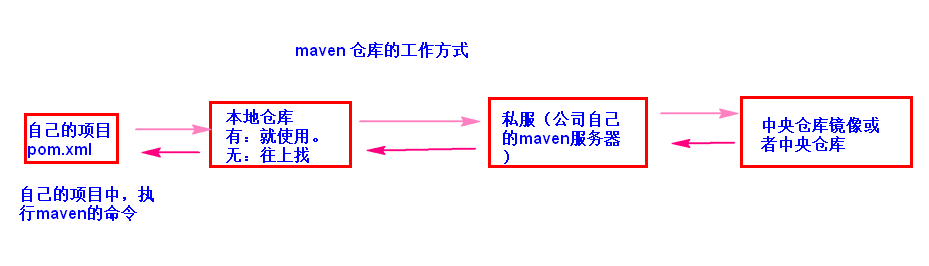 maven 仓库的工作方式
自己的项目
pom.xml
本地仓库
有：就使用。
无：往上找
私服（公司自己
的maven服务器
）
中央仓库镜像或
者中央仓库
自己的项目中，执
行maven的命令